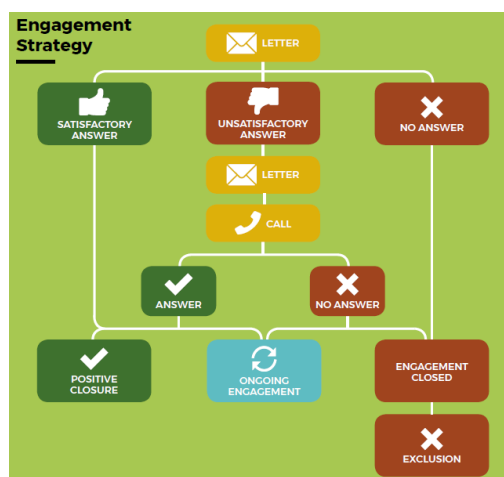 Engagement
Strategy
LETTER
SATISFACTORY
ANSWER
UNSATISFACTORY
ANSWER
NO ANSWER
LETTER
CALL
ANSWER
NO ANSWER
POSITIVE
CLOSURE
ONGOING
ENGAGEMENT
ENGAGEMENT
CLOSED
EXCLUSION